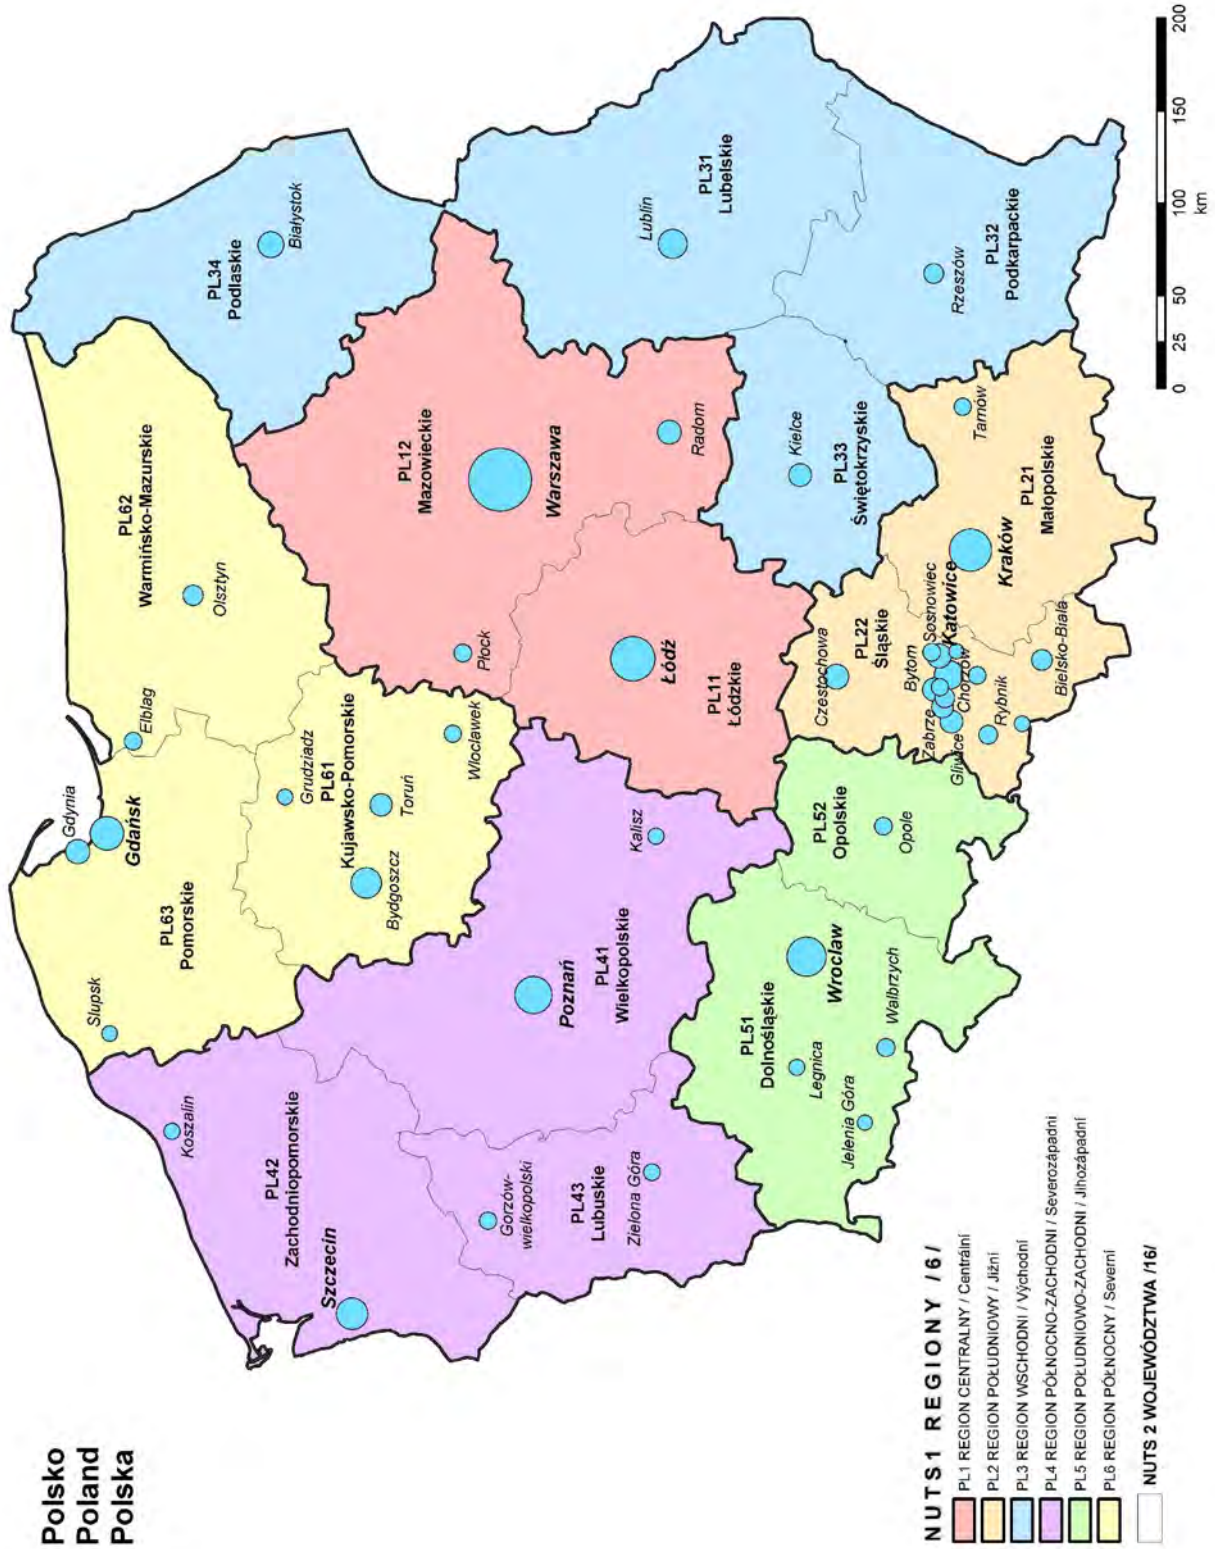 Polsko
Poland
Polska
Słupsk
Gdynia
Gdańsk
Elbląg
PL63
Pomorskie
PL62
Warmińsko-Mazurskie
Olsztyn
PL34
Podlaskie
Białystok
Koszalin
PL42
Zachodniopomorskie
Szczecin
Grudziadz
PL61
Kujawsko-Pomorskie
Bydgoszcz
Toruń
Wloclawek
PL12
Mazowieckie
Płock
Warszawa
Radom
Gorzów-
wielkopolski
PL43
Lubuskie
Zielona Góra
Poznań
PL41
Wielkopolskie
Kalisz
Łódź
PL11
Łódzkie
Lublin
PL31
Lubelskie
PL51
Dolnośląskie
Legnica
Wroclaw
Jelenia Góra
Walbrzych
PL52
Opolskie
Opole
Czestochowa
PL22
Śląskie
Bytom
Sosnowiec
Zabrze
Katowice
Gliwice
Chorzów
Rybnik
Bielsko-Biala
Kielce
PL33
Świętokrzyskie
Kraków
PL21
Małopolskie
Tarnów
Rzeszów
PL32
Podkarpackie
NUTS1 REGIONY /6/
PL1 REGION CENTRALNY / Centrální
PL2 REGION POŁUDNIOWY / Jižní
PL3 REGION WSCHODNI / Východní
PL4 REGION PÓŁNOCNO-ZACHODNI / Severozápadní
PL5 REGION POŁUDNIOWO-ZACHODNI / Jihozápadní
PL6 REGION PÓŁNOCNY / Severní
NUTS 2 WOJEWÓDZTWA /16/
0 25 50 100 150 200
km